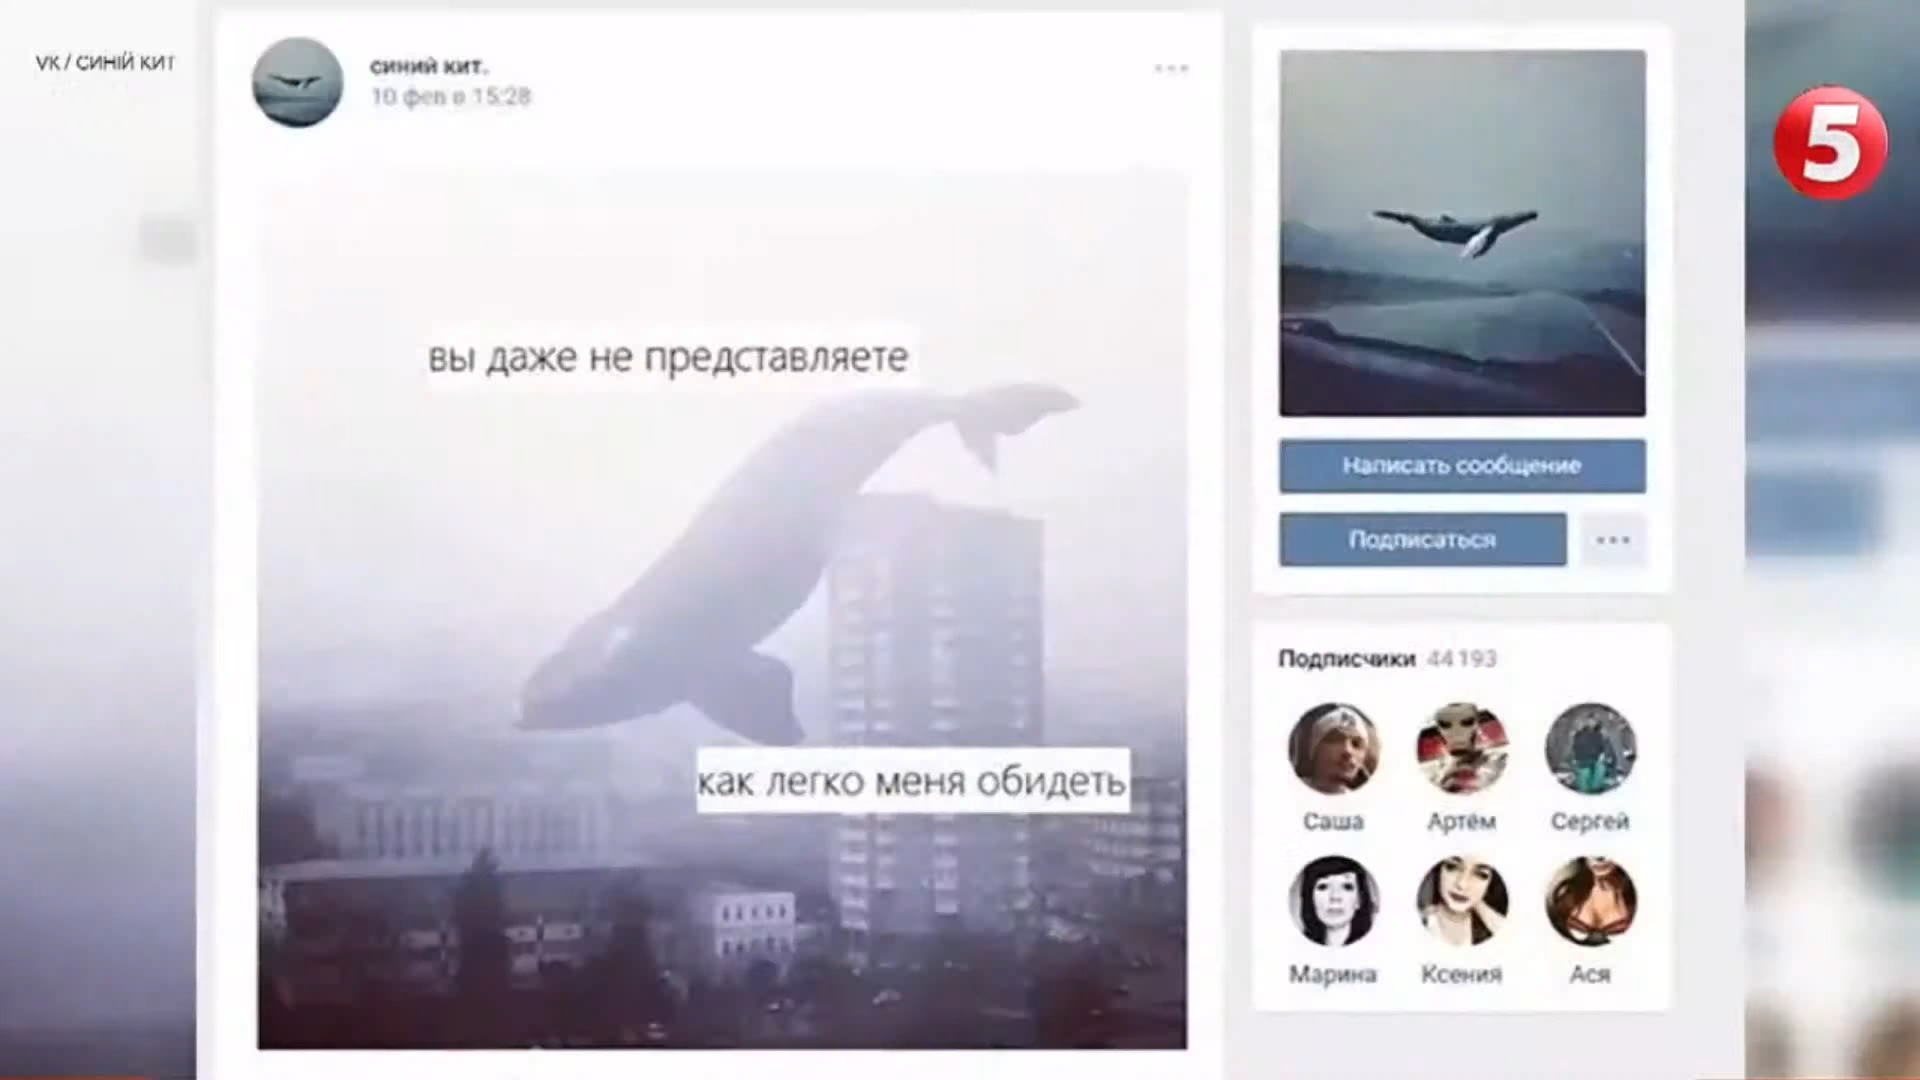 VK / СИНІЙ КИТ
синий кит.
10 фев в 15:28
вы даже не представляете
как легко меня обидеть
5
Написать сообщение
Подписаться
Подписчики 44 193
Саша Артём Сергей
Марина Ксения Ася